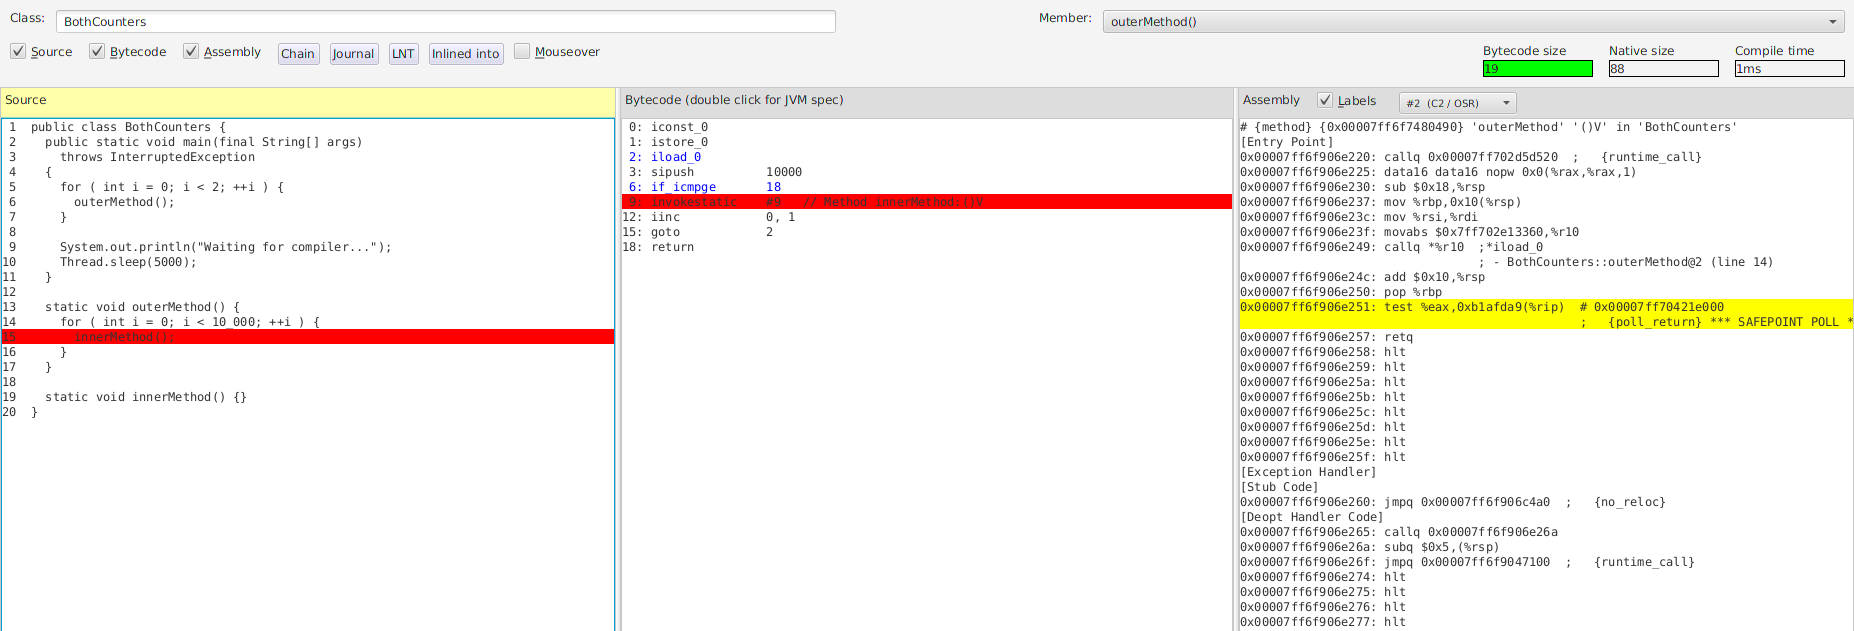 Class: BothCounters Member: outerMethod()
Source Bytecode Assembly Chain Journal LNT Inlined into Mouseover
Bytecode size Native size Compile time
19 88 1ms
Source
1 public class BothCounters {
2 public static void main(final String[] args)
3 throws InterruptedException
4 {
5 for ( int i = 0; i < 2; ++i ) {
6 outerMethod();
7 }
8
9 System.out.println("Waiting for compiler...");
10 Thread.sleep(5000);
11 }
12
13 static void outerMethod() {
14 for ( int i = 0; i < 10_000; ++i ) {
15 innerMethod();
16 }
17 }
18
19 static void innerMethod() {}
20 }
Bytecode (double click for JVM spec)
0: iconst_0
1: istore_0
2: iload_0
3: sipush 10000
6: if_icmpge 18
9: invokestatic #9 // Method innerMethod:()V
12: iinc 0, 1
15: goto 2
18: return
Assembly Labels #2 (C2 / OSR)
# {method} {0x00007ff6f7480490} 'outerMethod' '()V' in 'BothCounters'
[Entry Point]
0x00007ff6f906e220: callq 0x00007ff702d5d520 ; {runtime_call}
0x00007ff6f906e225: data16 data16 nopw 0x0(%rax,%rax,1)
0x00007ff6f906e230: sub $0x18,%rsp
0x00007ff6f906e237: mov %rbp,0x10(%rsp)
0x00007ff6f906e23c: mov %rsi,%rdi
0x00007ff6f906e23f: movabs $0x7ff702e13360,%r10
0x00007ff6f906e249: callq *%r10 ;*iload_0
; - BothCounters::outerMethod@2 (line 14)
0x00007ff6f906e24c: add $0x10,%rsp
0x00007ff6f906e250: pop %rbp
0x00007ff6f906e251: test %eax,0xb1afda9(%rip) # 0x00007ff70421e000
; {poll_return} *** SAFEPOINT POLL *
0x00007ff6f906e257: retq
0x00007ff6f906e258: hlt
0x00007ff6f906e259: hlt
0x00007ff6f906e25a: hlt
0x00007ff6f906e25b: hlt
0x00007ff6f906e25c: hlt
0x00007ff6f906e25d: hlt
0x00007ff6f906e25e: hlt
0x00007ff6f906e25f: hlt
[Exception Handler]
[Stub Code]
0x00007ff6f906e260: jmpq 0x00007ff6f906c4a0 ; {no_reloc}
[Deopt Handler Code]
0x00007ff6f906e265: callq 0x00007ff6f906e26a
0x00007ff6f906e26a: subq $0x5,(%rsp)
0x00007ff6f906e26f: jmpq 0x00007ff6f9047100 ; {runtime_call}
0x00007ff6f906e274: hlt
0x00007ff6f906e275: hlt
0x00007ff6f906e276: hlt
0x00007ff6f906e277: hlt